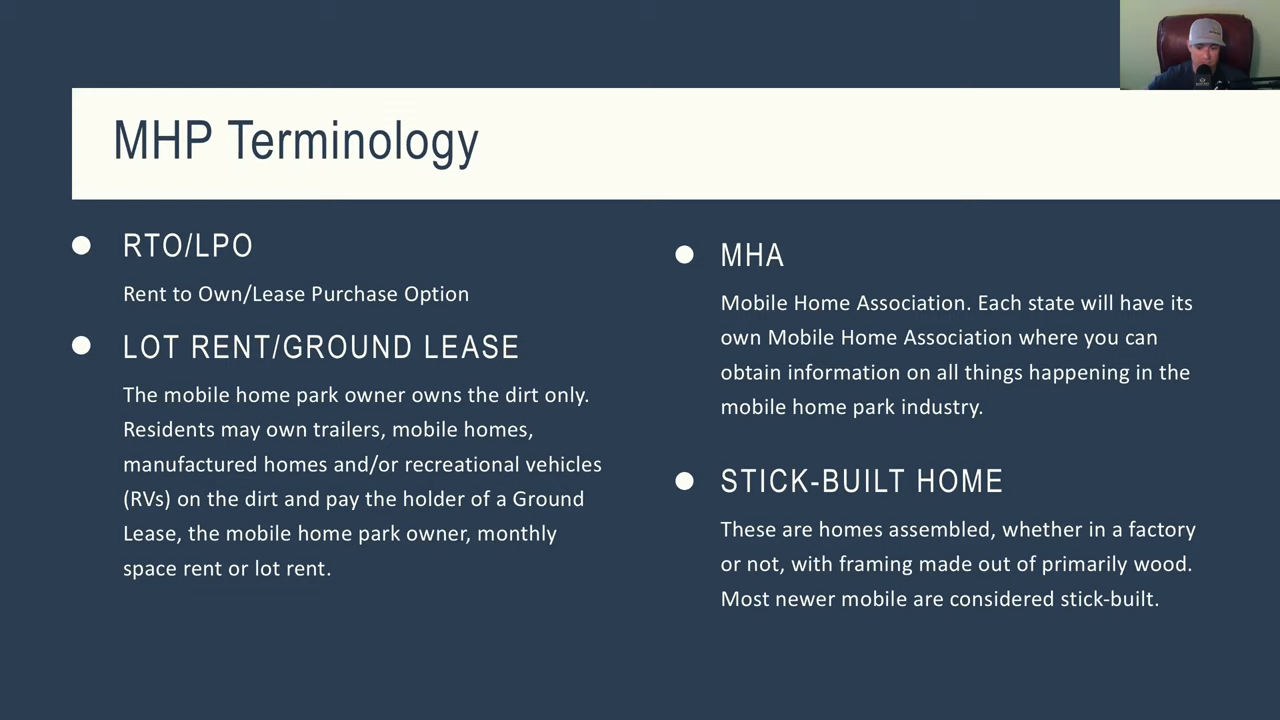 MHP Terminology
RTO/LPO
Rent to Own/Lease Purchase Option
LOT RENT/GROUND LEASE
The mobile home park owner owns the dirt only.
Residents may own trailers, mobile homes,
manufactured homes and/or recreational vehicles
(RVs) on the dirt and pay the holder of a Ground
Lease, the mobile home park owner, monthly
space rent or lot rent.
MHA
Mobile Home Association. Each state will have its
own Mobile Home Association where you can
obtain information on all things happening in the
mobile home park industry.
STICK-BUILT HOME
These are homes assembled, whether in a factory
or not, with framing made out of primarily wood.
Most newer mobile are considered stick-built.